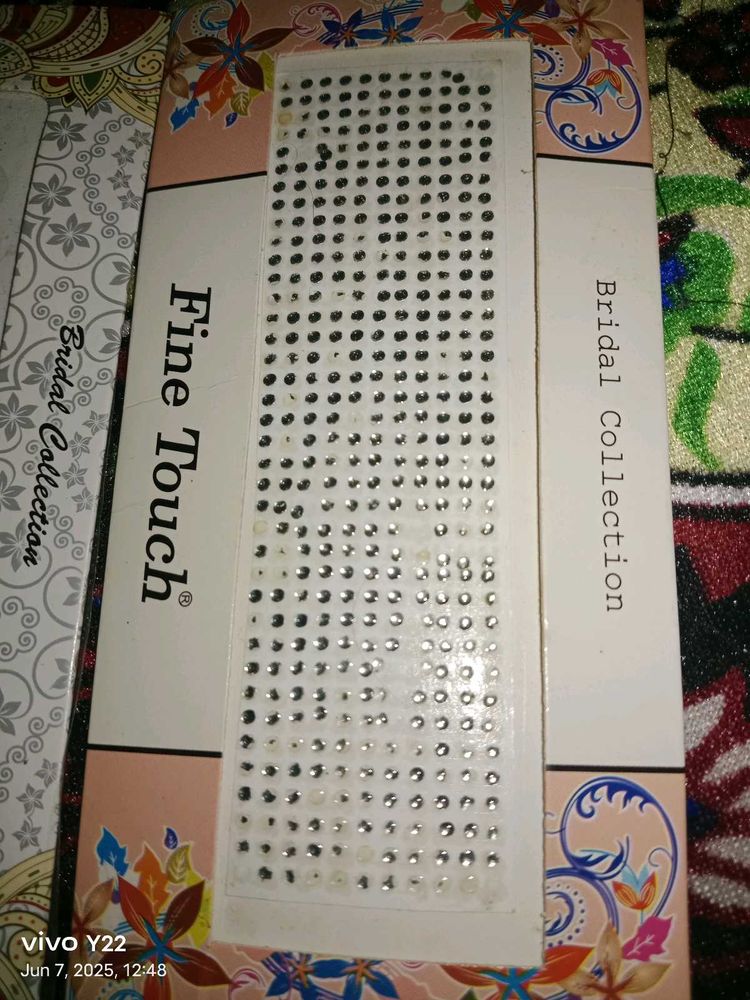 Bridal Collection
Fine Touch®
Bridal Collection
vivo Y22
Jun 7, 2025, 12:48